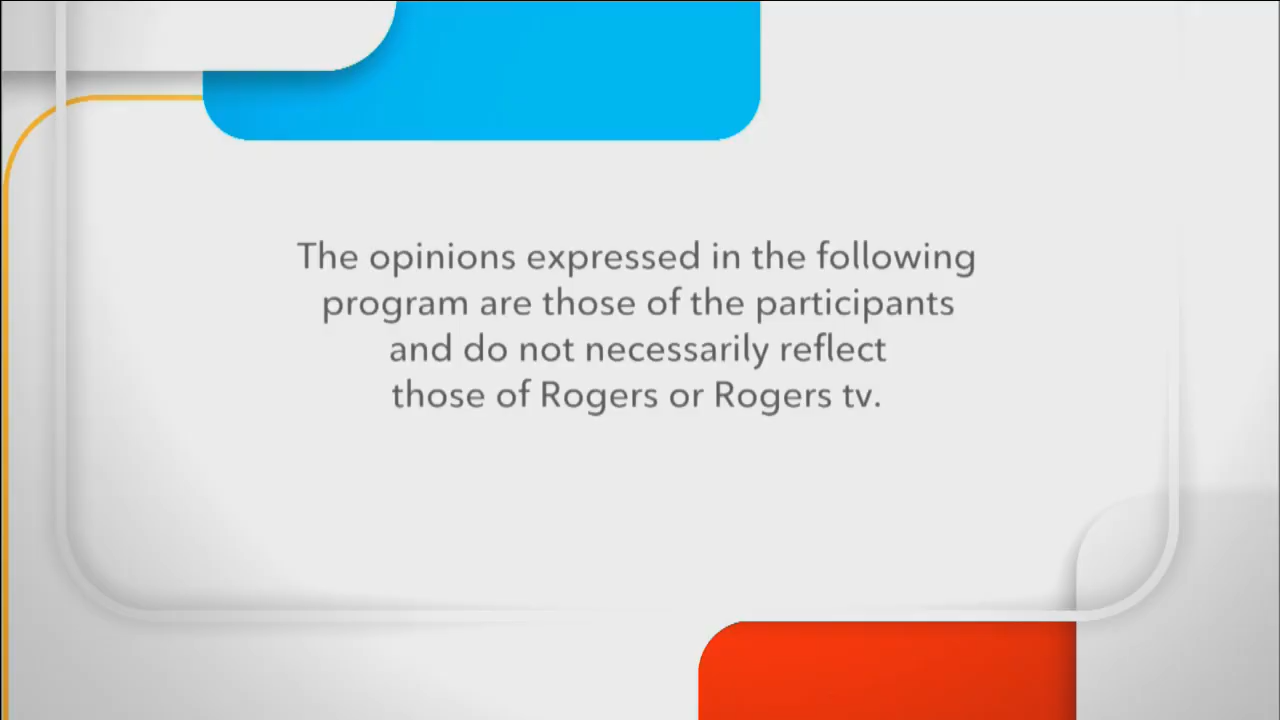 The opinions expressed in the following
program are those of the participants
and do not necessarily reflect
those of Rogers or Rogers tv.